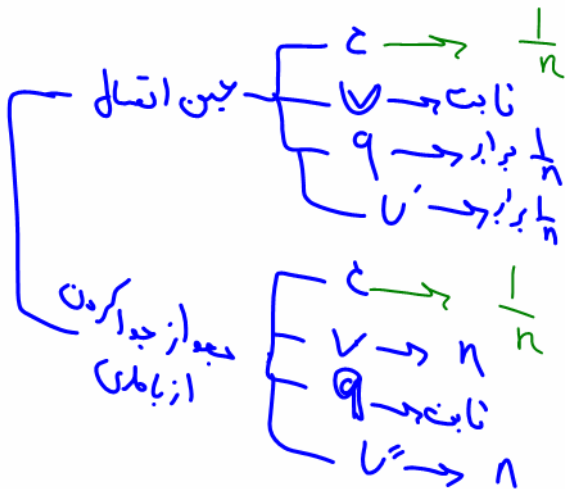 حین اتصال
C → 1/n
V → ثابت
q → 1/n برابر
U′ → 1/n برابر
بعد از جدا کردن
از باطری
C → 1/n
V → n
q → ثابت
U″ → n